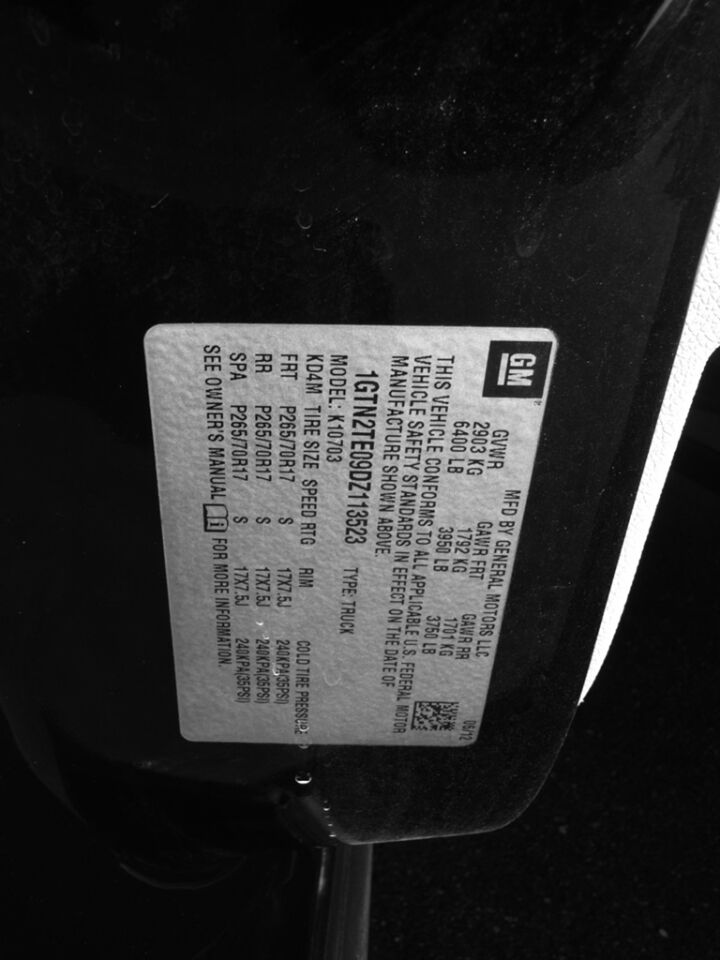 GM
MFD BY GENERAL MOTORS LLC 06/12
GVWR GAWR FRT GAWR RR
2903 KG 1792 KG 1701 KG
6400 LB 3950 LB 3750 LB
THIS VEHICLE CONFORMS TO ALL APPLICABLE U.S. FEDERAL MOTOR
VEHICLE SAFETY STANDARDS IN EFFECT ON THE DATE OF
MANUFACTURE SHOWN ABOVE.
1GTN2TE09DZ113523 TYPE: TRUCK
MODEL: K10703
KD4M TIRE SIZE SPEED RTG RIM COLD TIRE PRESSURE
FRT P265/70R17 S 17X7.5J 240KPA(35PSI)
RR P265/70R17 S 17X7.5J 240KPA(35PSI)
SPA P265/70R17 S 17X7.5J 240KPA(35PSI)
SEE OWNER'S MANUAL FOR MORE INFORMATION.